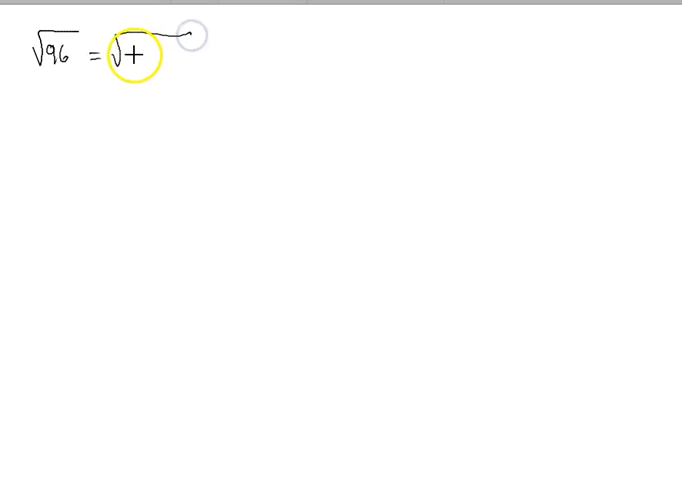 √96 = √